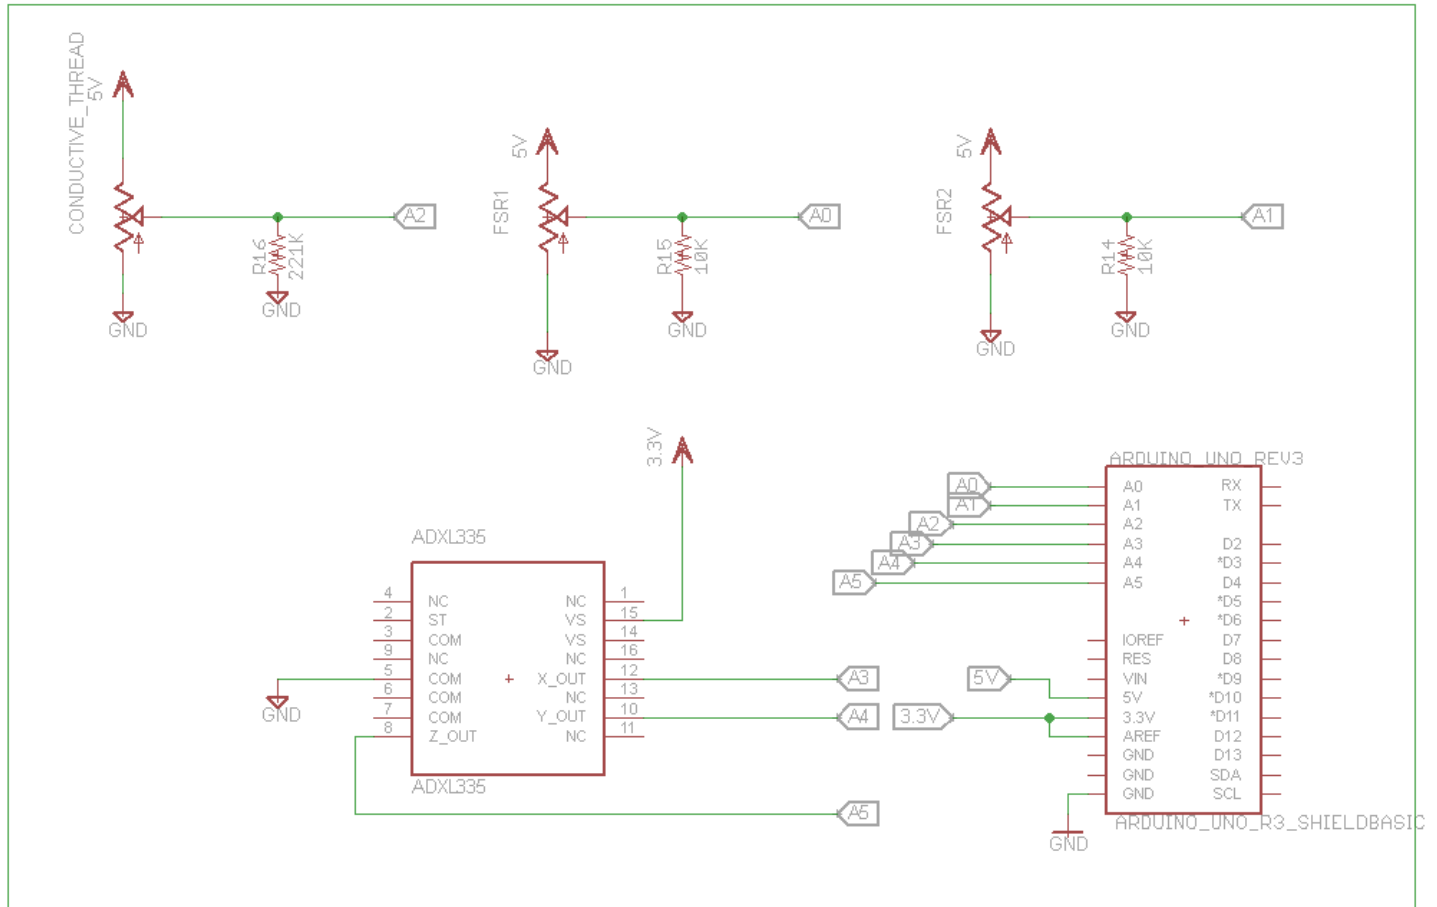 CONDUCTIVE_THREAD
5V
A2
R16
221K
GND
GND
5V
FSR1
A0
R15
10K
GND
GND
5V
FSR2
A1
R14
10K
GND
GND
3.3V
ADXL335
4 NC NC 1
2 ST VS 15
3 COM VS 14
9 NC NC 16
5 COM X_OUT 12
6 COM NC 13
7 COM Y_OUT 10
8 Z_OUT NC 11
ADXL335
GND
A3
A4
A5
ARDUINO_UNO_REV3
A0 A0 RX
A1 A1 TX
A2 A2
A3 A3 D2
A4 A4 *D3
A5 A5 D4
*D5
*D6
IOREF D7
RES D8
5V VIN *D9
5V *D10
3.3V 3.3V *D11
AREF D12
GND D13
GND SDA
GND SCL
ARDUINO_UNO_R3_SHIELDBASIC
GND